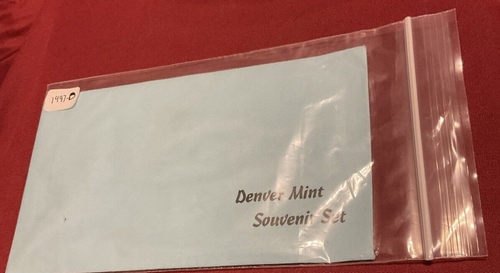 1997-D
Denver Mint
Souvenir Set